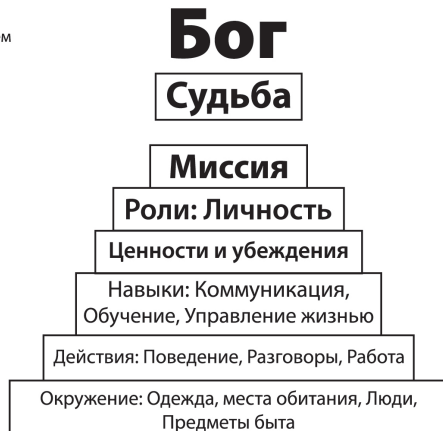 Бог
Судьба
Миссия
Роли: Личность
Ценности и убеждения
Навыки: Коммуникация,
Обучение, Управление жизнью
Действия: Поведение, Разговоры, Работа
Окружение: Одежда, места обитания, Люди,
Предметы быта